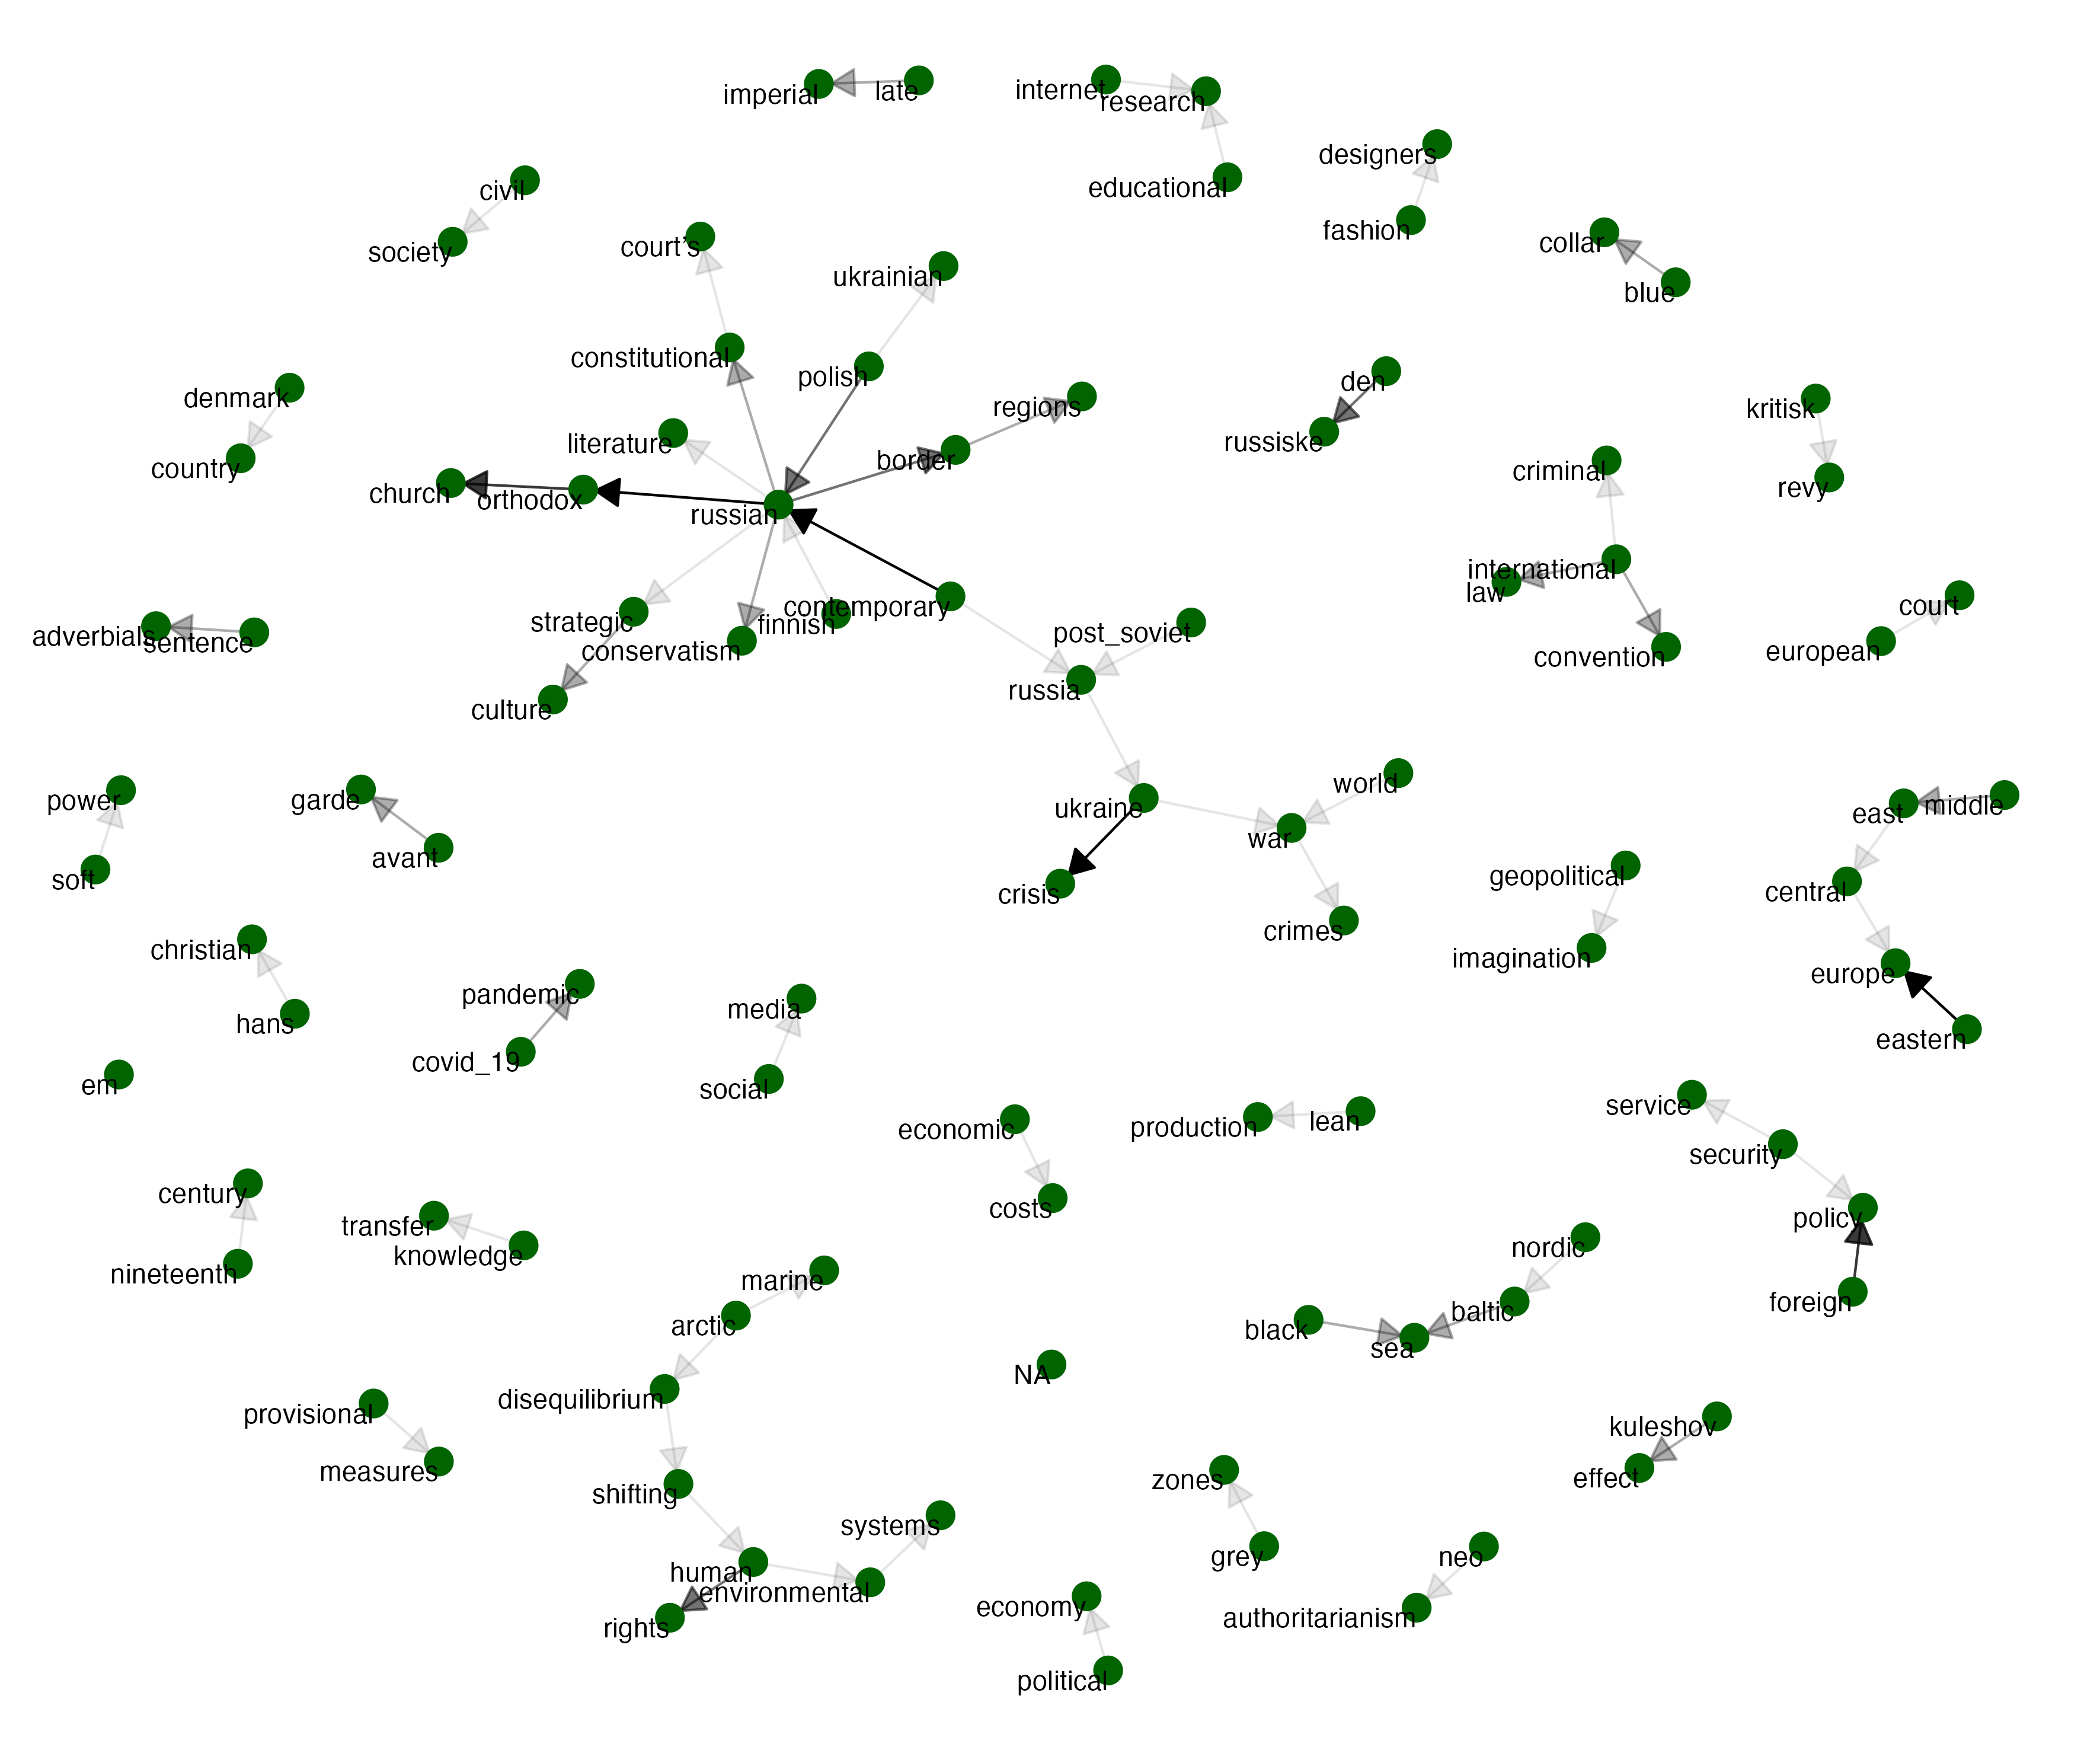 imperial
late
internet
research
designers
educational
civil
fashion
society
court's
collar
ukrainian
blue
constitutional
polish
den
denmark
regions
kritisk
literature
russiske
country
border
criminal
church
orthodox
revy
russian
international
law
contemporary
court
strategic
finnish
post_soviet
adverbials
sentence
conservatism
convention
european
russia
culture
world
power
garde
ukraine
east
middle
war
avant
soft
crisis
geopolitical
central
crimes
christian
imagination
europe
pandemic
media
hans
eastern
covid_19
em
social
service
economic
production
lean
security
century
costs
transfer
policy
knowledge
nordic
nineteenth
marine
foreign
baltic
arctic
black
sea
NA
disequilibrium
provisional
kuleshov
measures
zones
effect
shifting
systems
grey
neo
human
environmental
economy
authoritarianism
rights
political